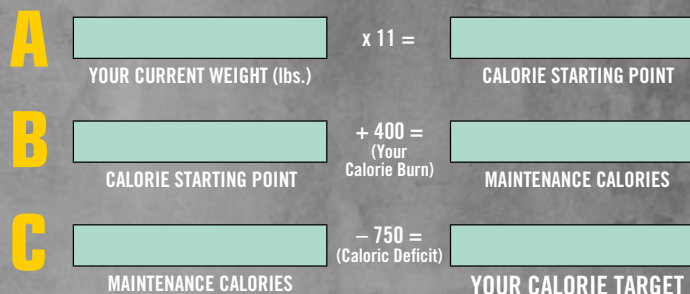 A
x 11 =
YOUR CURRENT WEIGHT (lbs.)
CALORIE STARTING POINT
B
+ 400 =
(Your
Calorie Burn)
CALORIE STARTING POINT
MAINTENANCE CALORIES
C
– 750 =
(Caloric Deficit)
MAINTENANCE CALORIES
YOUR CALORIE TARGET